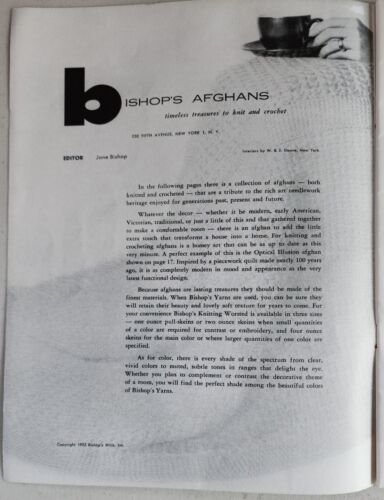 bISHOP'S AFGHANS
timeless treasures to knit and crochet
230 FIFTH AVENUE, NEW YORK 1, N. Y.
EDITOR Jane Bishop
Interiors by W. & J. Sloane, New York
In the following pages there is a collection of afghans — both
knitted and crocheted — that are a tribute to the rich art needlework
heritage enjoyed for generations past, present and future.
Whatever the decor — whether it be modern, early American,
Victorian, traditional, or just a little of this and that gathered together
to make a comfortable room — there is an afghan to add the little
extra touch that transforms a house into a home. For knitting and
crocheting afghans is a homey art that can be as up to date as this
very minute. A perfect example of this is the Optical Illusion afghan
shown on page 17. Inspired by a piecework quilt made nearly 100 years
ago, it is as completely modern in mood and appearance as the very
latest functional design.
Because afghans are lasting treasures they should be made of the
finest materials. When Bishop's Yarns are used, you can be sure they
will retain their beauty and lovely soft texture for years to come. For
your convenience Bishop's Knitting Worsted is available in three sizes
— one ounce pull-skeins or two ounce skeins when small quantities
of a color are required for contrast or embroidery, and four ounce
skeins for the main color or where larger quantities of one color are
specified.
As for color, there is every shade of the spectrum from clear,
vivid colors to muted, subtle tones in ranges that delight the eye.
Whether you plan to complement or contrast the decorative theme
of a room, you will find the perfect shade among the beautiful colors
of Bishop's Yarns.
Copyright 1952 Bishop's Mills, Inc.